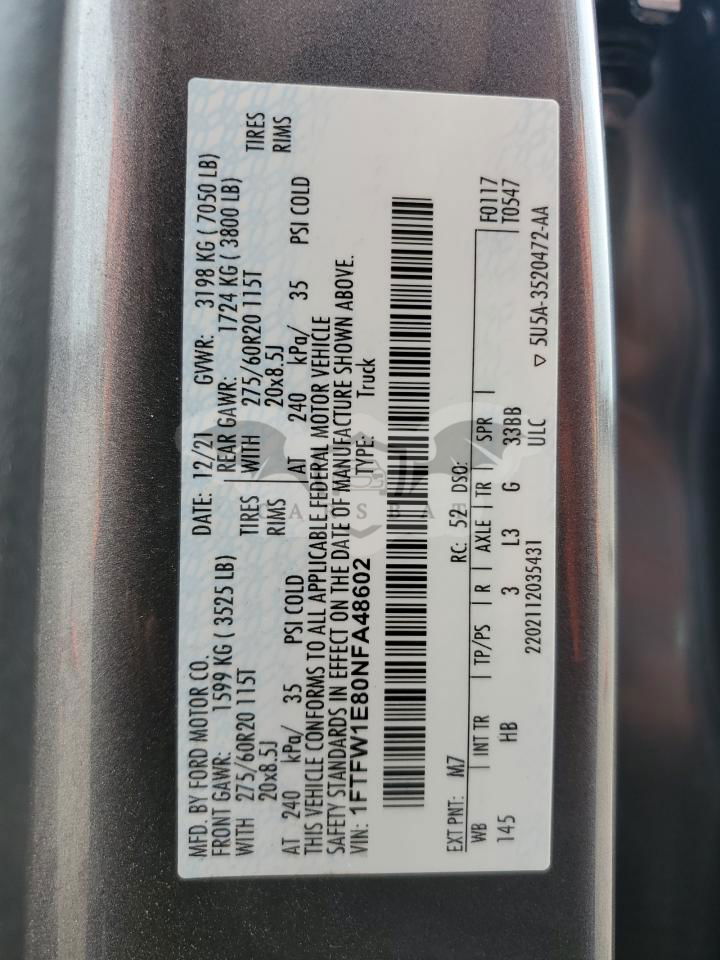 MFD. BY FORD MOTOR CO.
DATE: 12/21 GVWR: 3198 KG ( 7050 LB)
FRONT GAWR: 1599 KG ( 3525 LB) REAR GAWR: 1724 KG ( 3800 LB)
WITH 275/60R20 115T TIRES WITH 275/60R20 115T TIRES
20x8.5J RIMS 20x8.5J RIMS
AT 240 kPa/ 35 PSI COLD AT 240 kPa/ 35 PSI COLD
THIS VEHICLE CONFORMS TO ALL APPLICABLE FEDERAL MOTOR VEHICLE
SAFETY STANDARDS IN EFFECT ON THE DATE OF MANUFACTURE SHOWN ABOVE.
VIN: 1FTFW1E80NFA48602 TYPE: Truck
EXT PNT: M7 RC: 52 DSO: F0117
WB INT TR TP/PS R AXLE TR SPR T0547
145 HB 3 L3 G 33BB
2202112035431 ULC ▽ 5U5A-3520472-AA